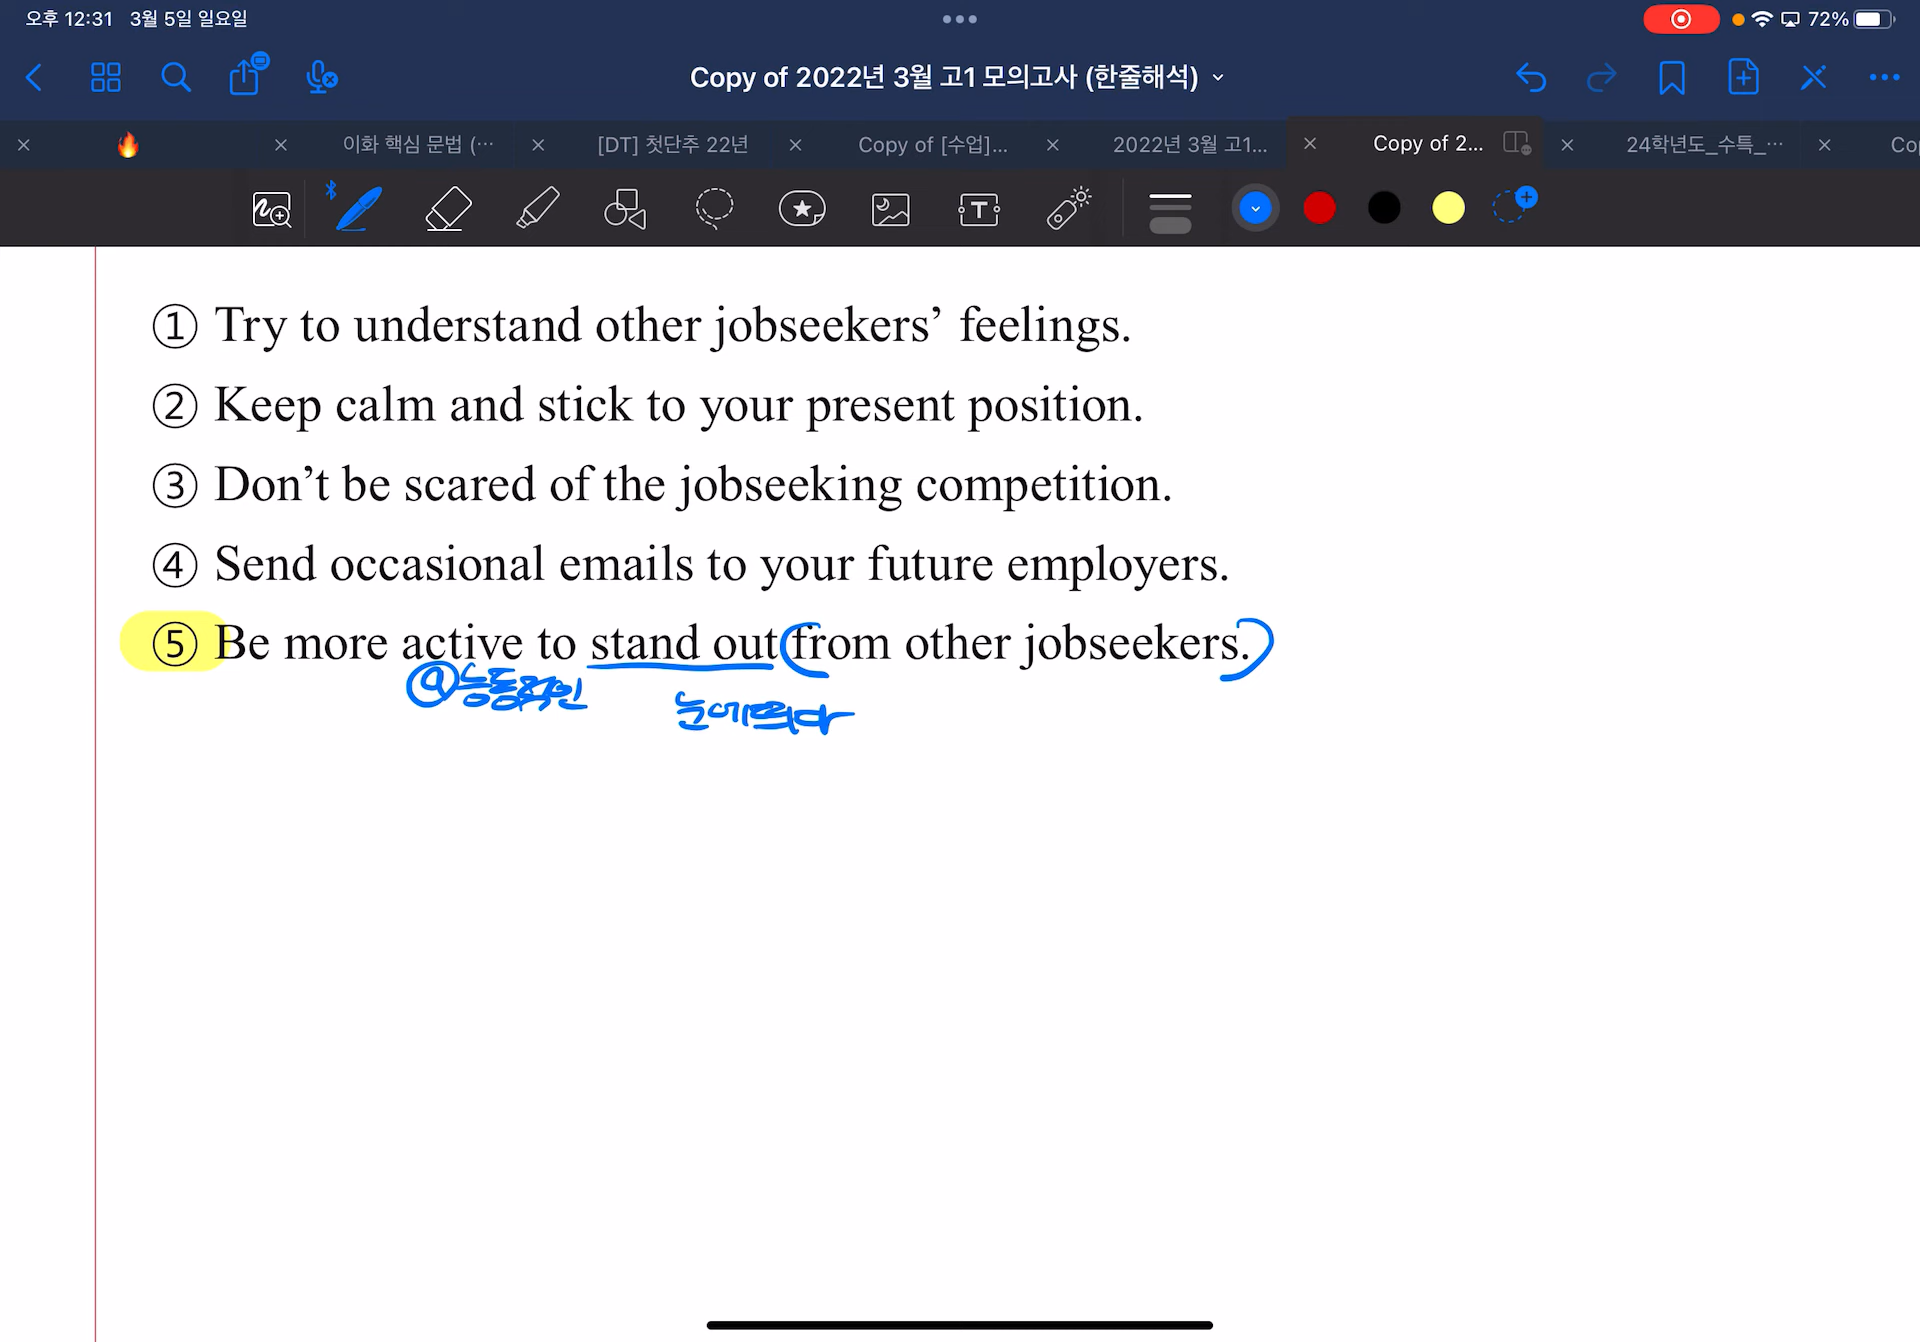 오후 12:31 3월 5일 일요일
72%
Copy of 2022년 3월 고1 모의고사 (한줄해석)
이화 핵심 문법 (…
[DT] 첫단추 22년
Copy of [수업]...
2022년 3월 고1...
Copy of 2...
24학년도_수특_…
Co
① Try to understand other jobseekers’ feelings.
② Keep calm and stick to your present position.
③ Don’t be scared of the jobseeking competition.
④ Send occasional emails to your future employers.
⑤ Be more active to stand out (from other jobseekers.)
ⓐ능동적인
눈에띄다